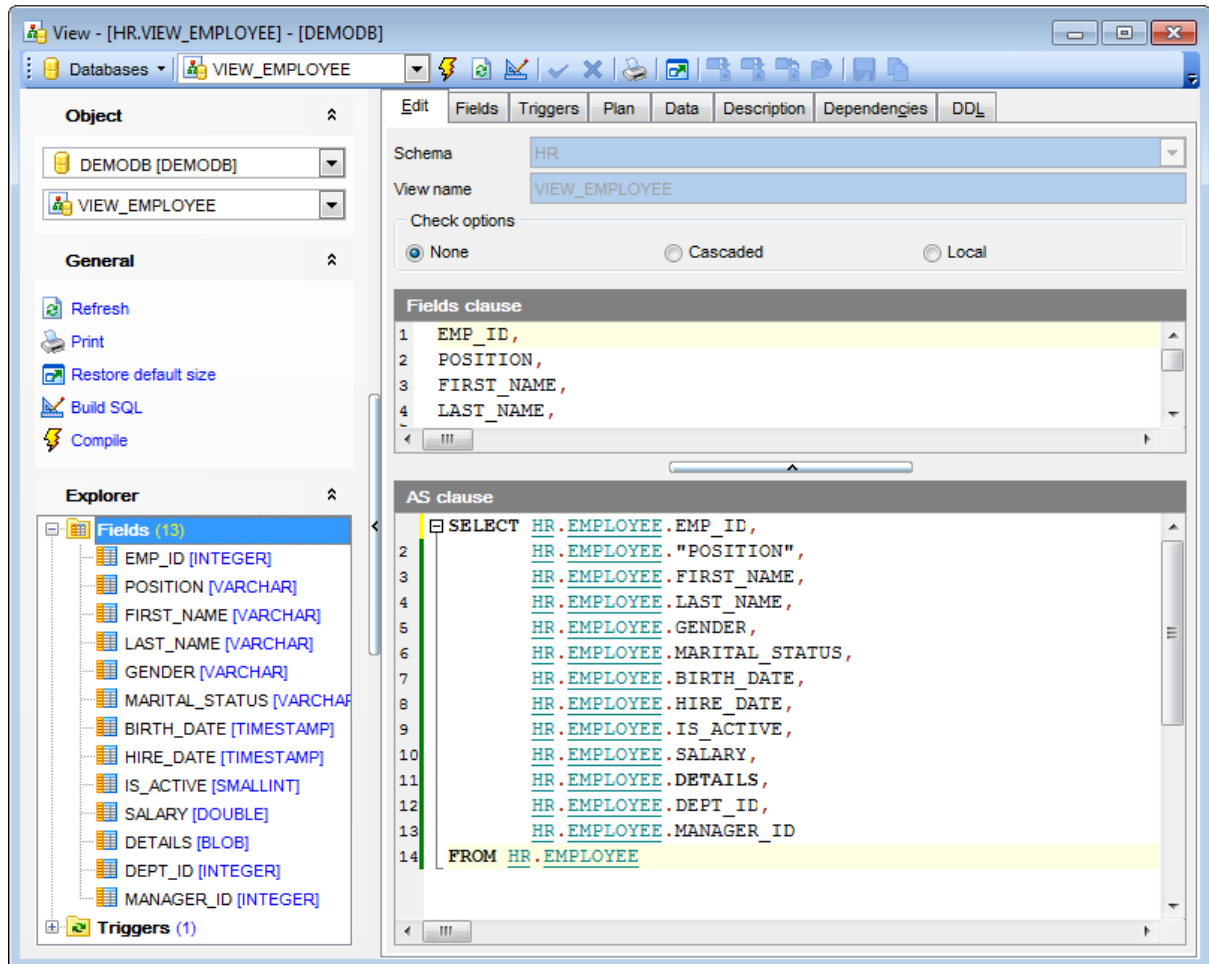 View - [HR.VIEW_EMPLOYEE] - [DEMODB]
Databases VIEW_EMPLOYEE
Object
DEMODB [DEMODB]
VIEW_EMPLOYEE
General
Refresh
Print
Restore default size
Build SQL
Compile
Explorer
Fields (13)
EMP_ID [INTEGER]
POSITION [VARCHAR]
FIRST_NAME [VARCHAR]
LAST_NAME [VARCHAR]
GENDER [VARCHAR]
MARITAL_STATUS [VARCHAR
BIRTH_DATE [TIMESTAMP]
HIRE_DATE [TIMESTAMP]
IS_ACTIVE [SMALLINT]
SALARY [DOUBLE]
DETAILS [BLOB]
DEPT_ID [INTEGER]
MANAGER_ID [INTEGER]
Triggers (1)
Edit Fields Triggers Plan Data Description Dependencies DDL
Schema HR
View name VIEW_EMPLOYEE
Check options
None Cascaded Local
Fields clause
1 EMP_ID,
2 POSITION,
3 FIRST_NAME,
4 LAST_NAME,
AS clause
SELECT HR.EMPLOYEE.EMP_ID,
2 HR.EMPLOYEE."POSITION",
3 HR.EMPLOYEE.FIRST_NAME,
4 HR.EMPLOYEE.LAST_NAME,
5 HR.EMPLOYEE.GENDER,
6 HR.EMPLOYEE.MARITAL_STATUS,
7 HR.EMPLOYEE.BIRTH_DATE,
8 HR.EMPLOYEE.HIRE_DATE,
9 HR.EMPLOYEE.IS_ACTIVE,
10 HR.EMPLOYEE.SALARY,
11 HR.EMPLOYEE.DETAILS,
12 HR.EMPLOYEE.DEPT_ID,
13 HR.EMPLOYEE.MANAGER_ID
14 FROM HR.EMPLOYEE